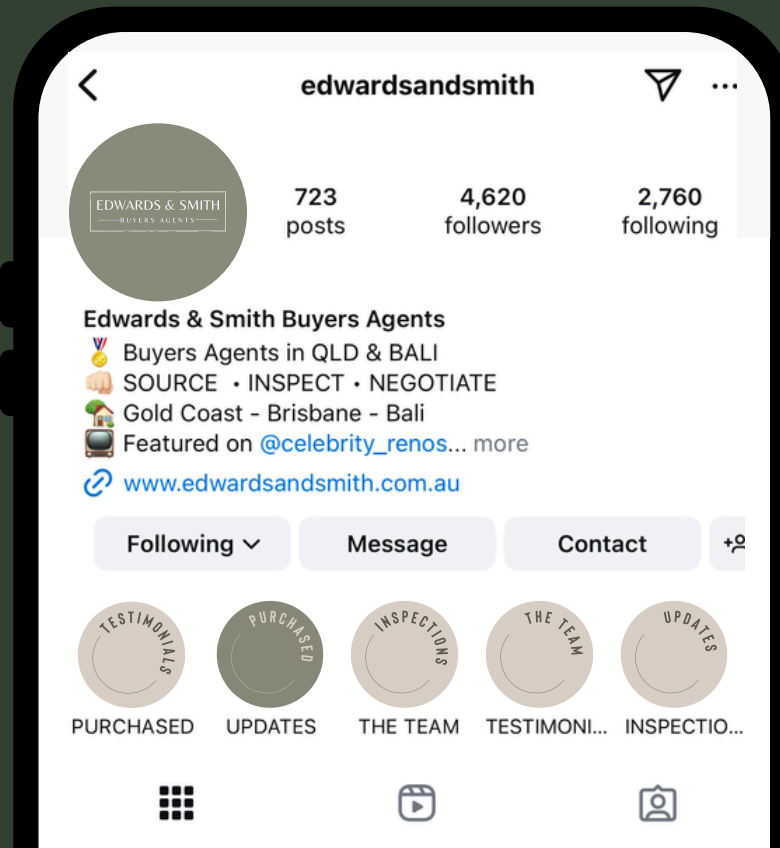 edwardsandsmith
EDWARDS & SMITH
BUYERS AGENTS
723 4,620 2,760
posts followers following
Edwards & Smith Buyers Agents
Buyers Agents in QLD & BALI
SOURCE • INSPECT • NEGOTIATE
Gold Coast - Brisbane - Bali
Featured on @celebrity_renos... more
www.edwardsandsmith.com.au
Following Message Contact
TESTIMONIALS PURCHASED INSPECTIONS THE TEAM UPDATES
PURCHASED UPDATES THE TEAM TESTIMONI... INSPECTIO...